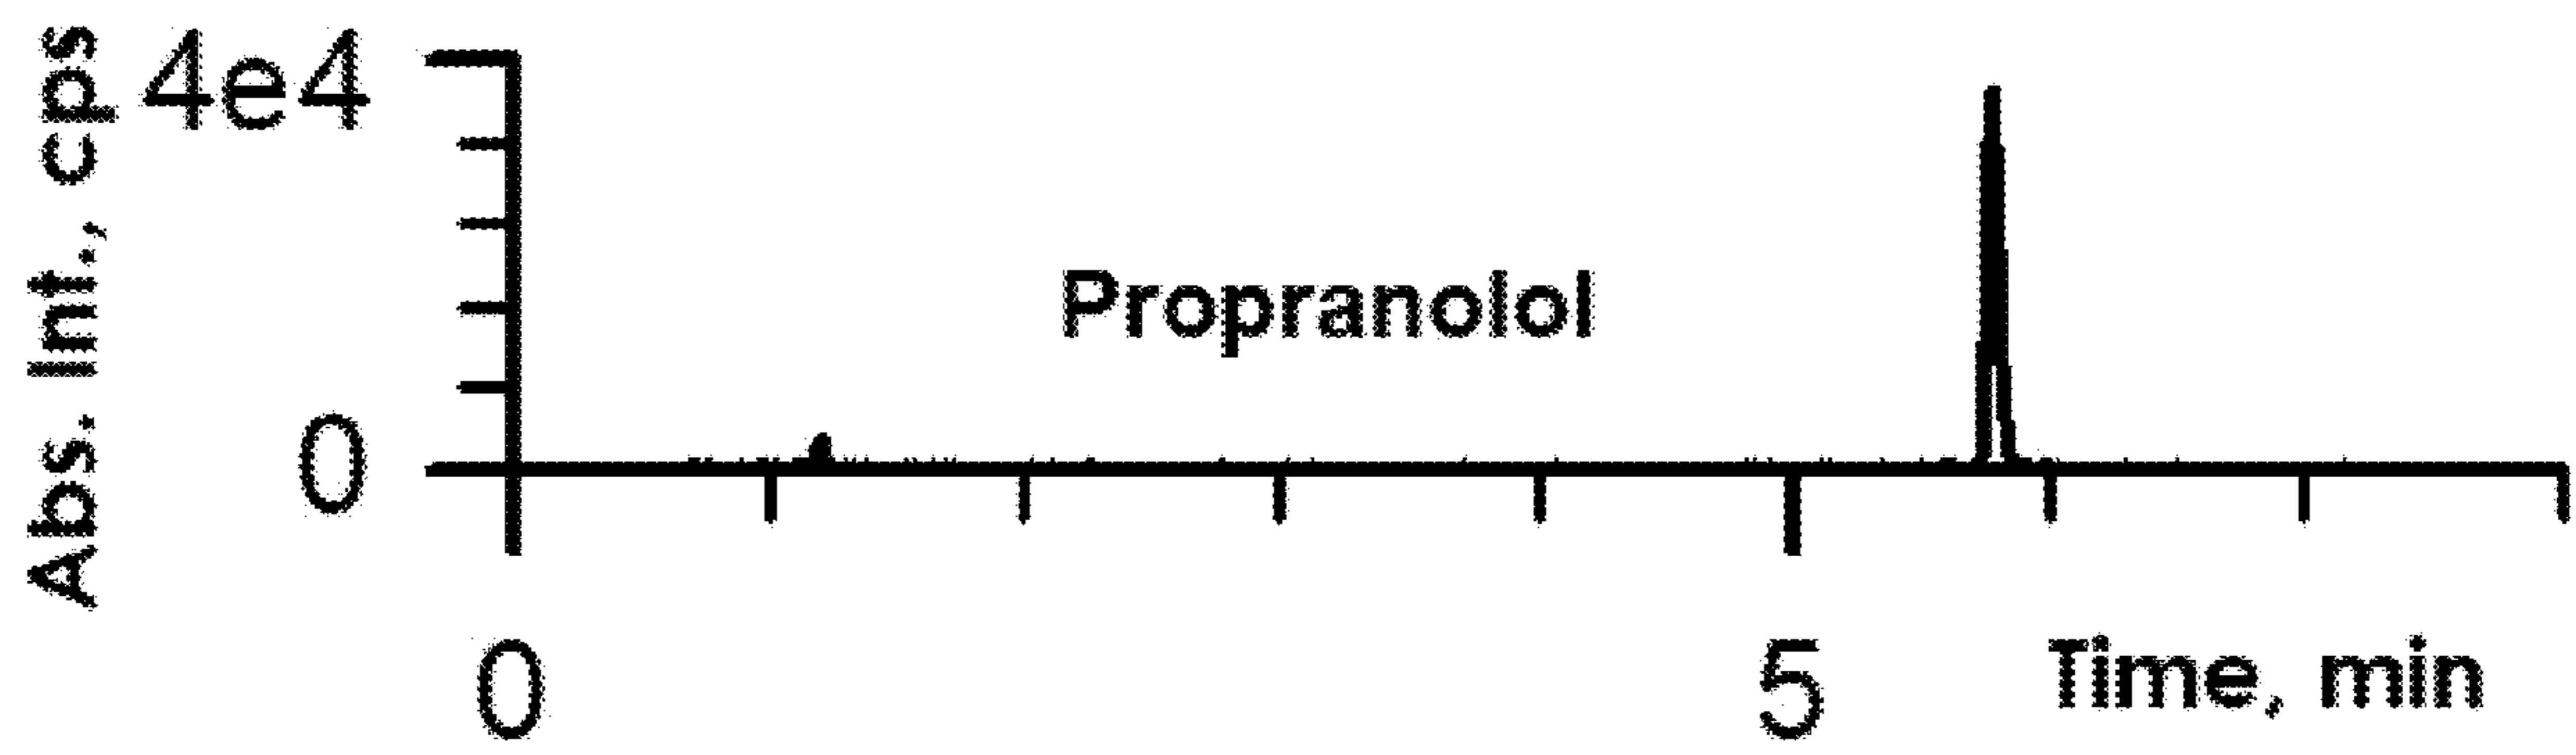 Abs. Int., cps
4e4
0
Propranolol
0
5
Time, min